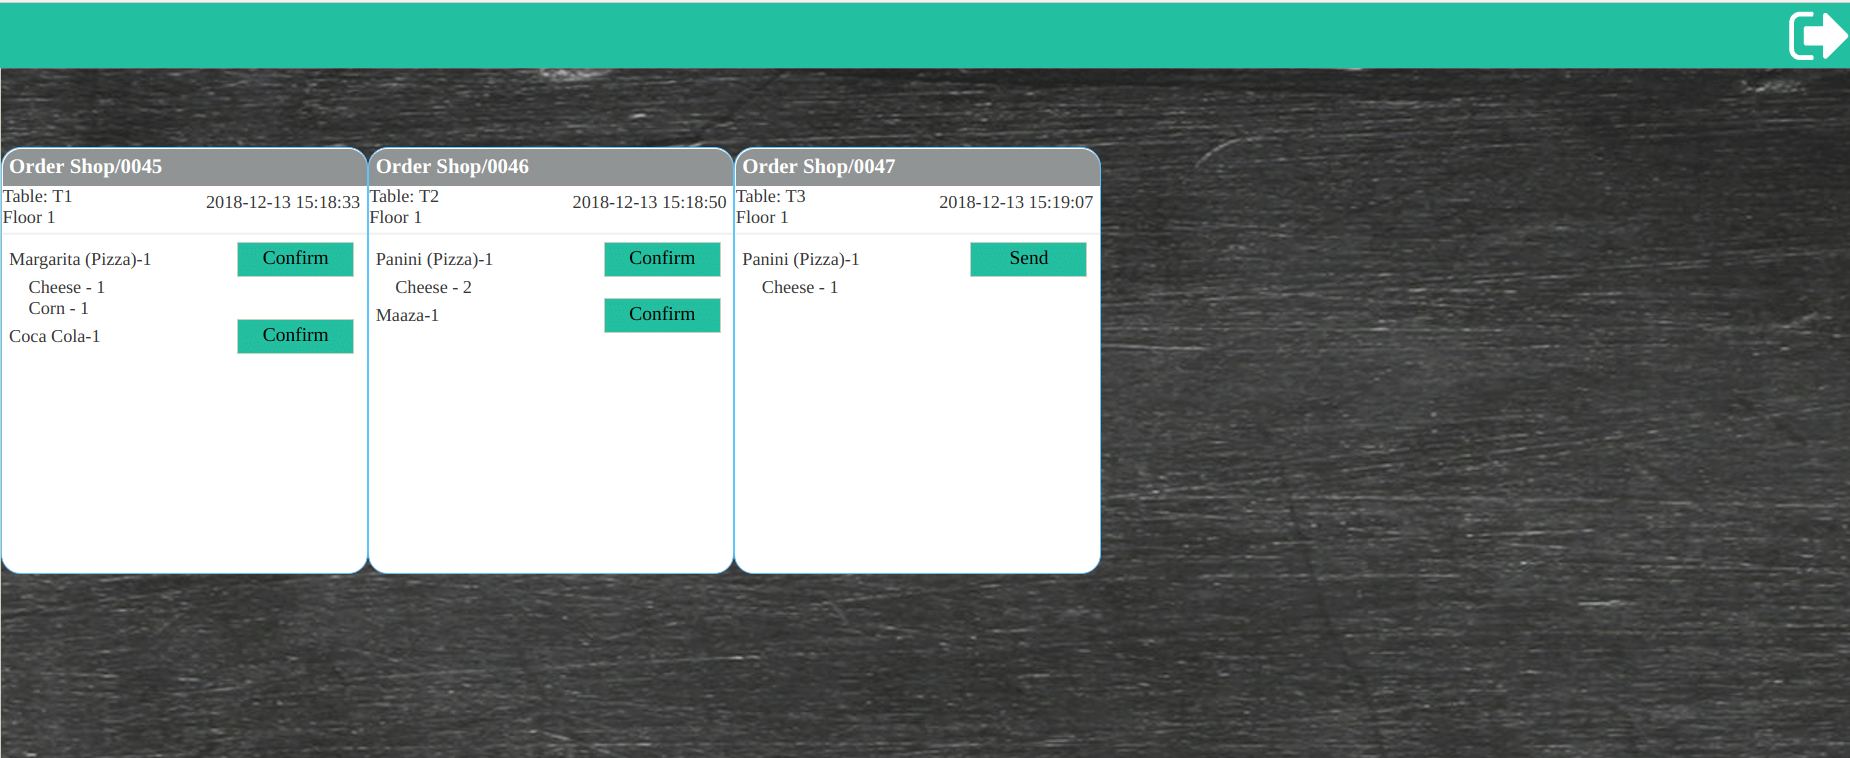 Order Shop/0045
Table: T1
Floor 1
2018-12-13 15:18:33
Margarita (Pizza)-1
Confirm
Cheese - 1
Corn - 1
Coca Cola-1
Confirm
Order Shop/0046
Table: T2
Floor 1
2018-12-13 15:18:50
Panini (Pizza)-1
Confirm
Cheese - 2
Maaza-1
Confirm
Order Shop/0047
Table: T3
Floor 1
2018-12-13 15:19:07
Panini (Pizza)-1
Send
Cheese - 1